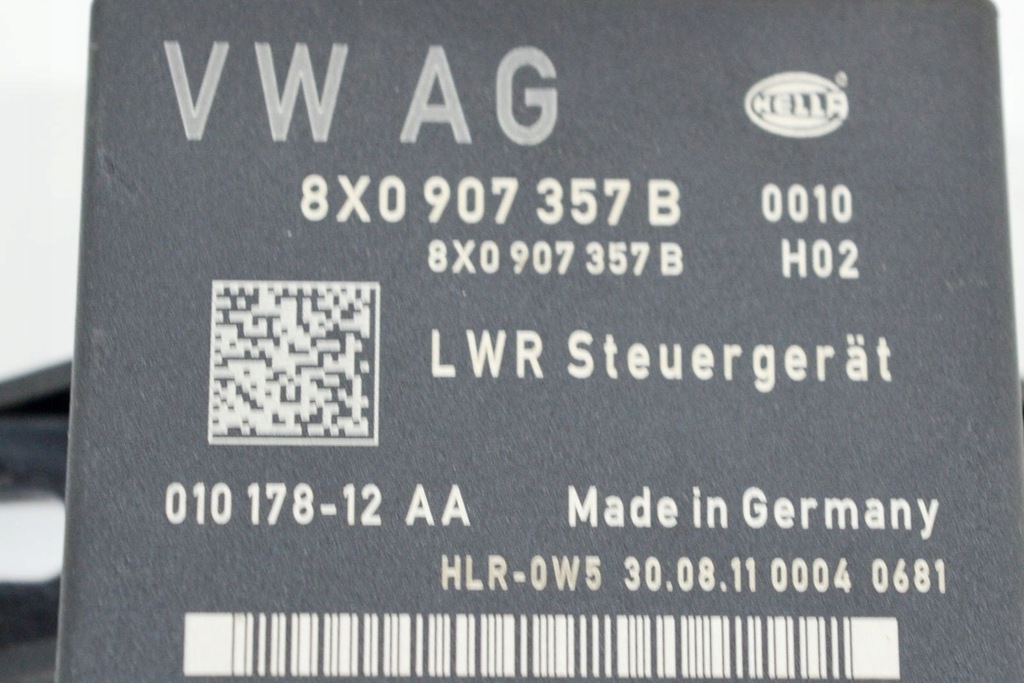 VW AG
HELLA
8X0 907 357 B 0010
8X0 907 357 B H02
LWR Steuergerät
010 178-12 AA Made in Germany
HLR-0W5 30.08.11 0004 0681